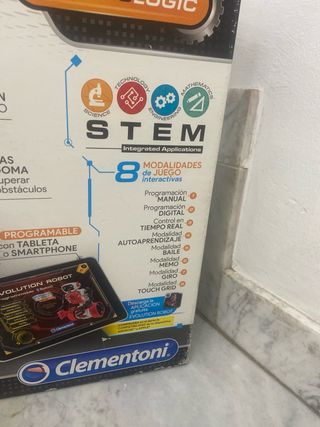 LOGIC
SCIENCE
TECHNOLOGY
ENGINEERING
MATHEMATICS
STEM
Integrated Applications
8 MODALIDADES
de JUEGO
interactivas
Programación
MANUAL
Programación
DIGITAL
Control en
TIEMPO REAL
Modalidad
AUTOAPRENDIZAJE
Modalidad
BAILE
Modalidad
MEMO
Modalidad
GIRO
Modalidad
TOUCH GRID
AS
OMA
uperar
obstáculos
PROGRAMABLE
con TABLETA
o SMARTPHONE
VOLUTION ROBOT
Descarga la
APLICACIÓN
gratuita
EVOLUTION ROBOT
Clementoni